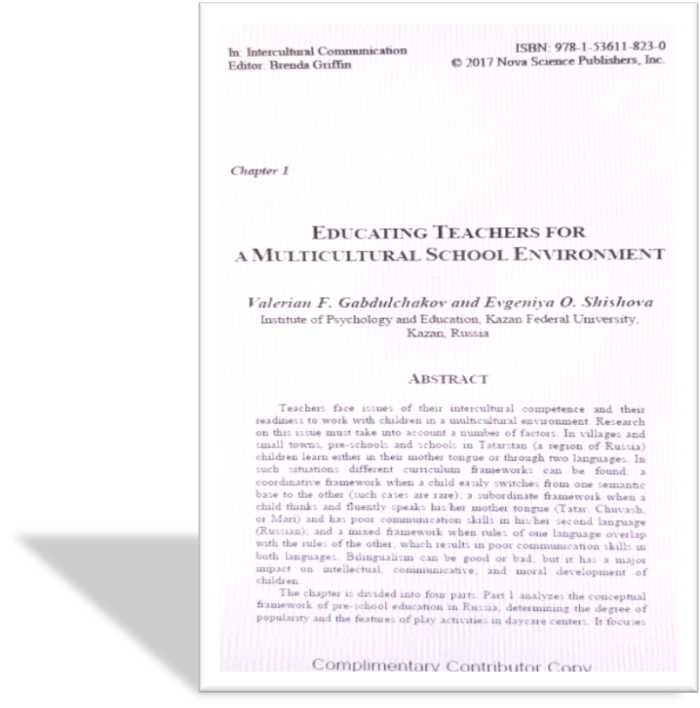 In: Intercultural Communication
Editor: Brenda Griffin
ISBN: 978-1-53611-823-0
© 2017 Nova Science Publishers, Inc.
Chapter 1
EDUCATING TEACHERS FOR
A MULTICULTURAL SCHOOL ENVIRONMENT
Valerian F. Gabdulchakov and Evgeniya O. Shishova
Institute of Psychology and Education, Kazan Federal University,
Kazan, Russia
ABSTRACT
Teachers face issues of their intercultural competence and their
readiness to work with children in a multicultural environment. Research
on this issue must take into account a number of factors. In villages and
small towns, pre-schools and schools in Tatarstan (a region of Russia)
children learn either in their mother tongue or through two languages. In
such situations different curriculum frameworks can be found: a
coordinative framework when a child easily switches from one semantic
base to the other (such cases are rare); a subordinate framework when a
child thinks and fluently speaks his/her mother tongue (Tatar, Chuvash,
or Mari) and has poor communication skills in his/her second language
(Russian); and a mixed framework when rules of one language overlap
with the rules of the other, which results in poor communication skills in
both languages. Bilingualism can be good or bad, but it has a major
impact on intellectual, communicative, and moral development of
children.
The chapter is divided into four parts. Part 1 analyzes the conceptual
framework of pre-school education in Russia, determining the degree of
popularity and the features of play activities in daycare centers. It focuses
Complimentary Contributor Copy